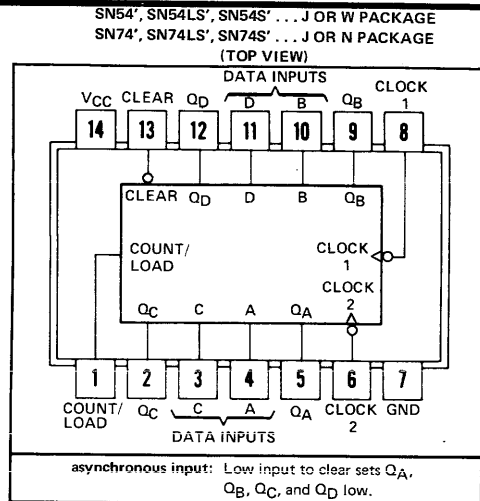 SN54', SN54LS', SN54S' . . . J OR W PACKAGE
SN74', SN74LS', SN74S' . . . J OR N PACKAGE
(TOP VIEW)
DATA INPUTS
VCC CLEAR QD D B QB CLOCK 1
14 13 12 11 10 9 8
CLEAR QD D B QB
COUNT/
LOAD
CLOCK
1
CLOCK
2
QC C A QA
1 2 3 4 5 6 7
COUNT/ LOAD QC C A QA CLOCK 2 GND
DATA INPUTS
asynchronous input: Low input to clear sets QA,
QB, QC, and QD low.